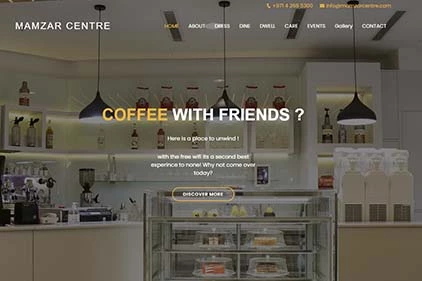 +971 4 266 5300 info@mamzarcentre.com
MAMZAR CENTRE
HOME ABOUT DRESS DINE DWELL CARE EVENTS Gallery CONTACT
COFFEE WITH FRIENDS ?
Here is a place to unwind !
with the free wifi its a second best
experince to none! Why not come over
today?
DISCOVER MORE